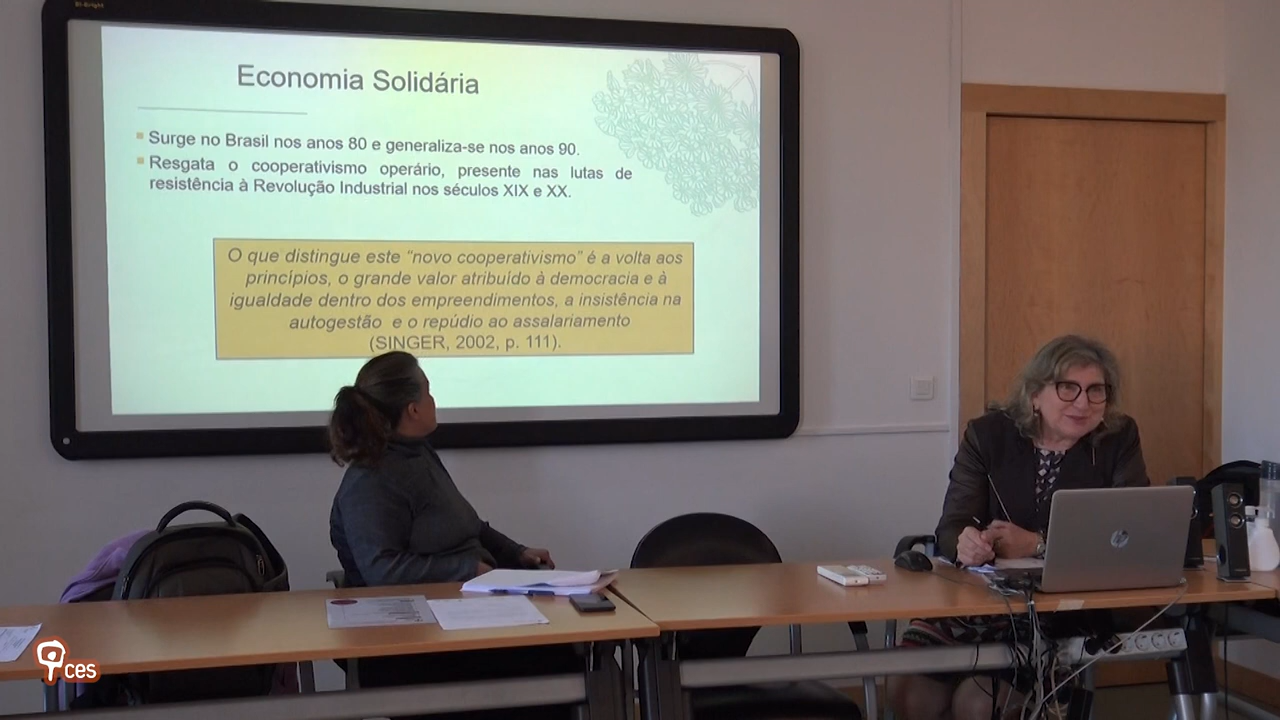 Economia Solidária
Surge no Brasil nos anos 80 e generaliza-se nos anos 90.
Resgata o cooperativismo operário, presente nas lutas de
resistência à Revolução Industrial nos séculos XIX e XX.
O que distingue este "novo cooperativismo" é a volta aos
princípios, o grande valor atribuído à democracia e à
igualdade dentro dos empreendimentos, a insistência na
autogestão e o repúdio ao assalariamento
(SINGER, 2002, p. 111).
hp
ces